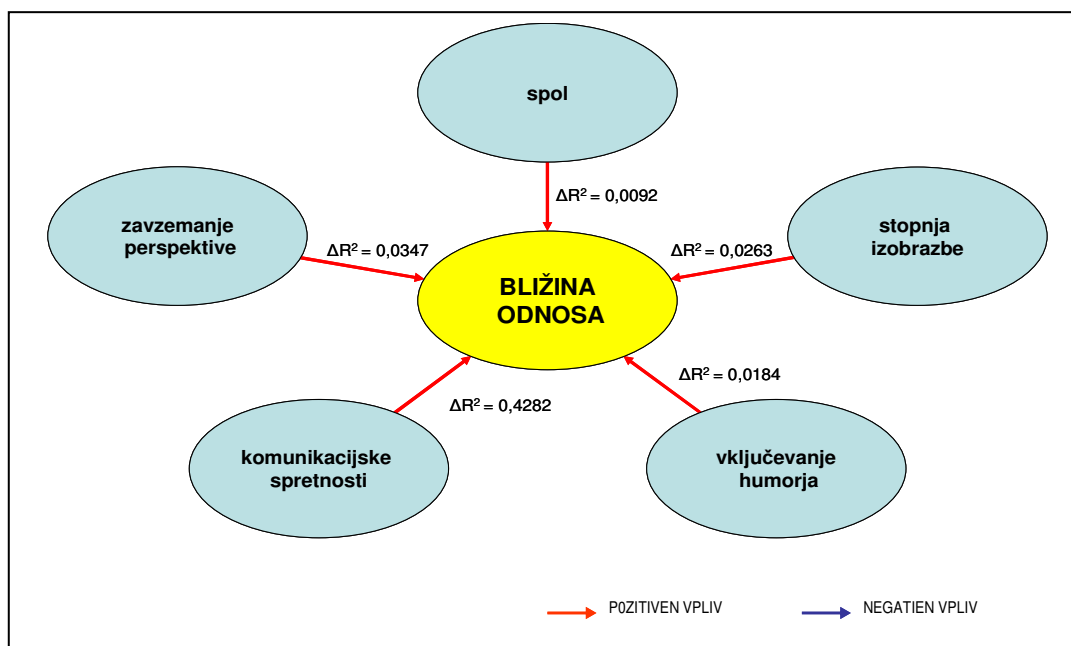 spol
ΔR² = 0,0092
zavzemanje
perspektive
ΔR² = 0,0347
stopnja
izobrazbe
ΔR² = 0,0263
BLIŽINA
ODNOSA
ΔR² = 0,0184
ΔR² = 0,4282
komunikacijske
spretnosti
vključevanje
humorja
P0ZITIVEN VPLIV
NEGATIEN VPLIV